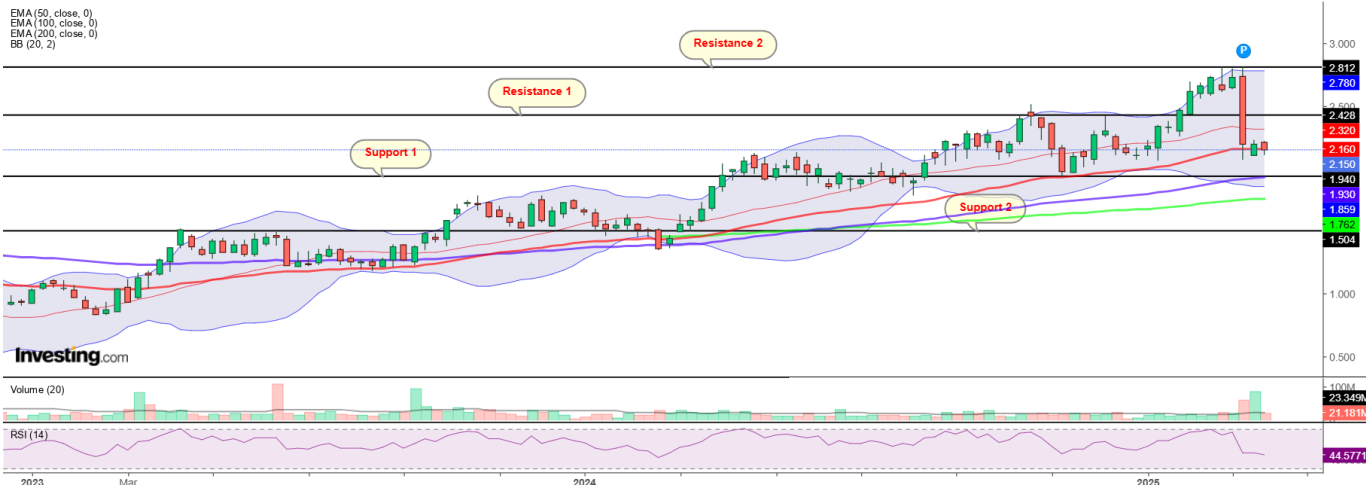 EMA (50, close, 0)
EMA (100, close, 0)
EMA (200, close, 0)
BB (20, 2)
Resistance 2
P
3.000
2.812
2.780
Resistance 1
2.500
2.428
2.320
Support 1
2.160
2.150
1.940
1.930
Support 2
1.859
1.762
1.504
1.000
Investing.com
0.500
Volume (20)
100M
23.349M
21.181M
RSI (14)
44.5771
2023
Mar
2024
2025